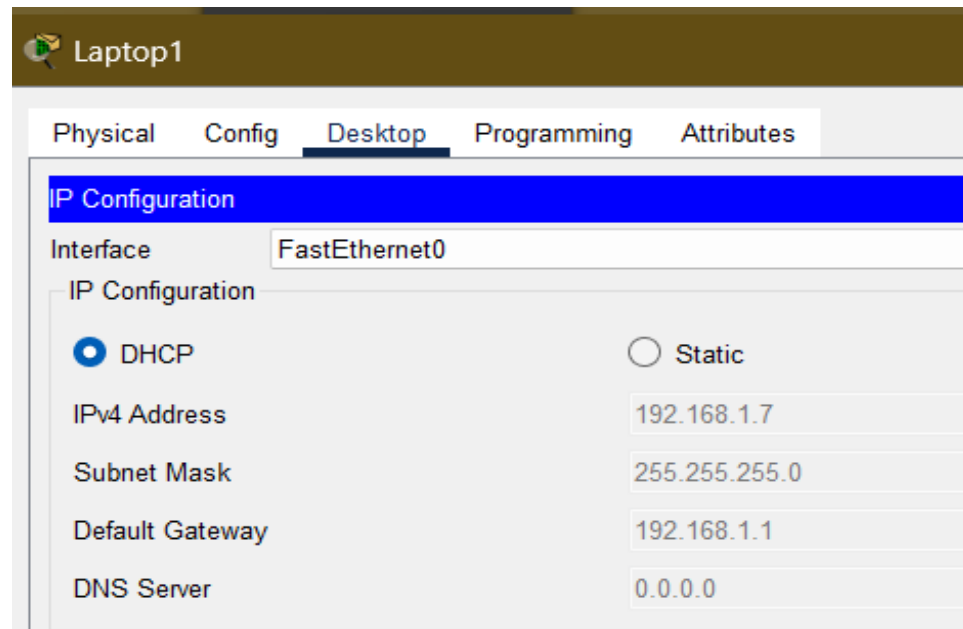 Laptop1
Physical Config Desktop Programming Attributes
IP Configuration
Interface FastEthernet0
IP Configuration
DHCP Static
IPv4 Address 192.168.1.7
Subnet Mask 255.255.255.0
Default Gateway 192.168.1.1
DNS Server 0.0.0.0